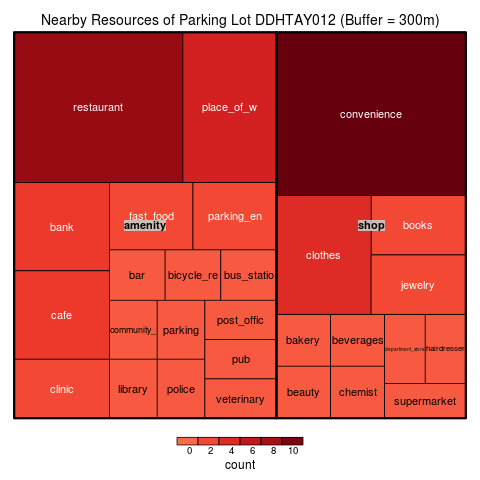 Nearby Resources of Parking Lot DDHTAY012 (Buffer = 300m)
restaurant
place_of_w
convenience
bank
fast_food
parking_en
amenity
shop
books
clothes
bar
bicycle_re
bus_statio
jewelry
cafe
community_
parking
post_offic
bakery
beverages
department_store
hairdresser
pub
clinic
library
police
veterinary
beauty
chemist
supermarket
0 2 4 6 8 10
count